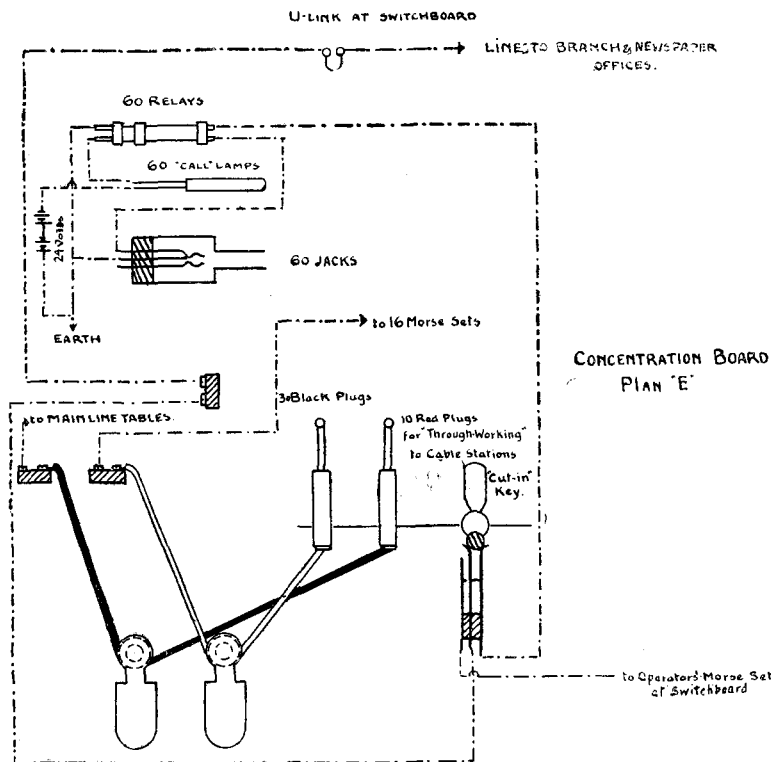 U-LINK AT SWITCHBOARD
LINES TO BRANCH & NEWSPAPER
OFFICES.
60 RELAYS
60 "CALL" LAMPS
24 Volts
60 JACKS
EARTH
to 16 Morse Sets
CONCENTRATION BOARD
PLAN "E"
to MAIN LINE TABLES.
30 Black Plugs
10 Red Plugs
for "Through-Working"
to Cable Stations
"Cut-in"
Key.
to Operators Morse Set
at Switchboard